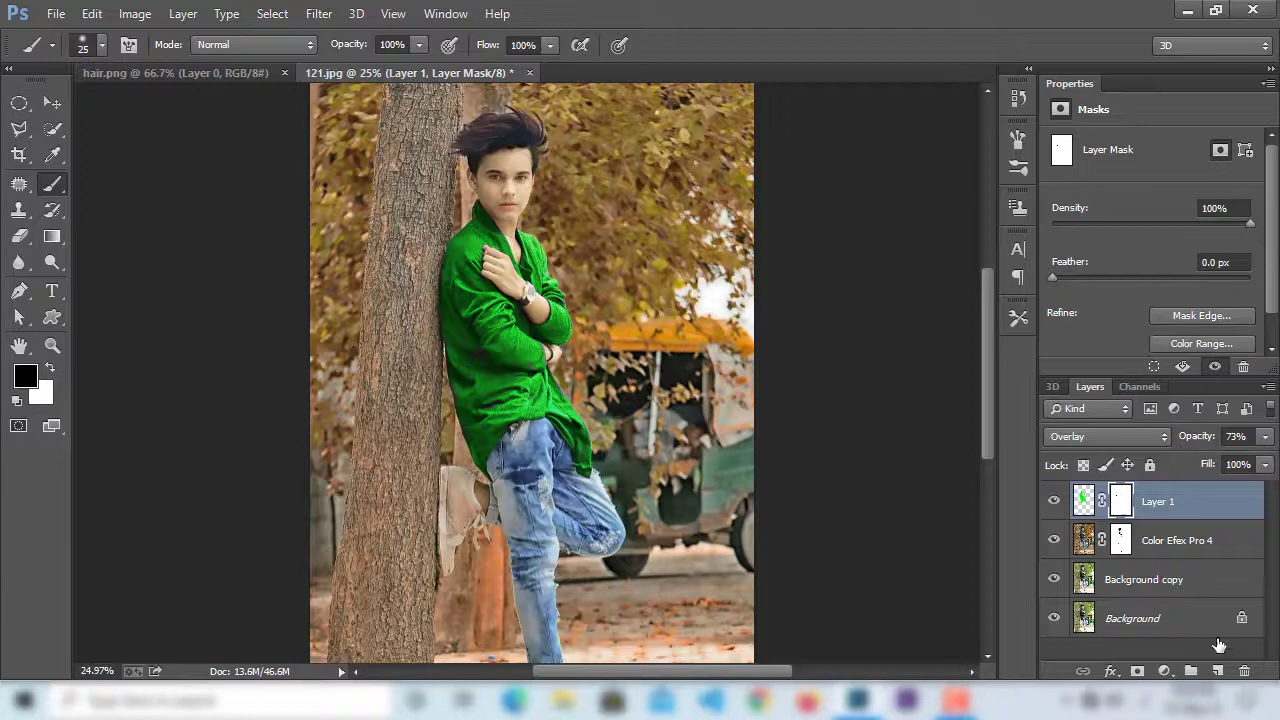 Ps File Edit Image Layer Type Select Filter 3D View Window Help
25 Mode: Normal Opacity: 100% Flow: 100% 3D
hair.png @ 66.7% (Layer 0, RGB/8#) × 121.jpg @ 25% (Layer 1, Layer Mask/8) * ×
Properties
Masks
Layer Mask
Density: 100%
Feather: 0.0 px
Refine: Mask Edge...
Color Range...
3D Layers Channels
Kind
Overlay Opacity: 73%
Lock: Fill: 100%
Layer 1
Color Efex Pro 4
Background copy
Background
24.97% Doc: 13.6M/46.6M